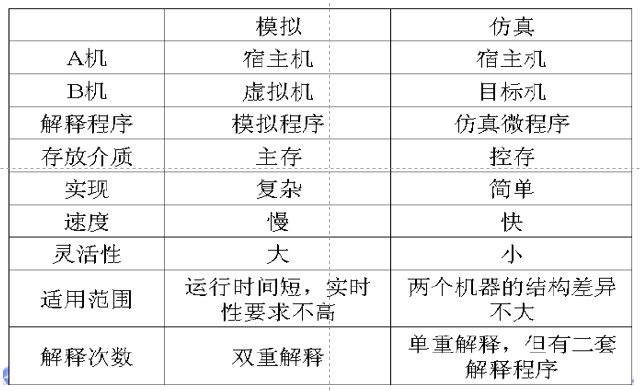 模拟 仿真
A机 宿主机 宿主机
B机 虚拟机 目标机
解释程序 模拟程序 仿真微程序
存放介质 主存 控存
实现 复杂 简单
速度 慢 快
灵活性 大 小
适用范围 运行时间短，实时性要求不高 两个机器的结构差异不大
解释次数 双重解释 单重解释，但有二套解释程序